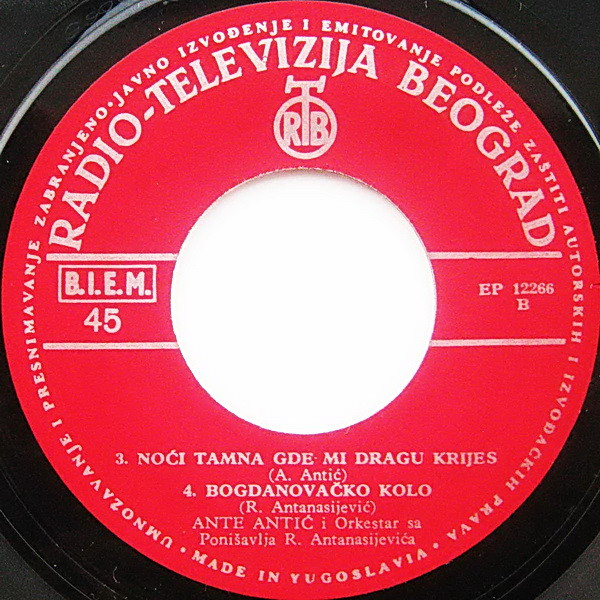 UMNOŽAVANJE I PRESNIMAVANJE ZABRANJENO • JAVNO IZVOĐENJE I EMITOVANJE PODLEŽE ZAŠTITI AUTORSKIH I IZVOĐAČKIH PRAVA •
RADIO-TELEVIZIJA BEOGRAD
RTB
B.I.E.M.
45
EP 12266
B
3. NOĆI TAMNA GDE MI DRAGU KRIJES
(A. Antić)
4. BOGDANOVAČKO KOLO
(R. Antanasijević)
ANTE ANTIĆ i Orkestar sa
Ponišavlja R. Antanasijevića
• MADE IN YUGOSLAVIA •